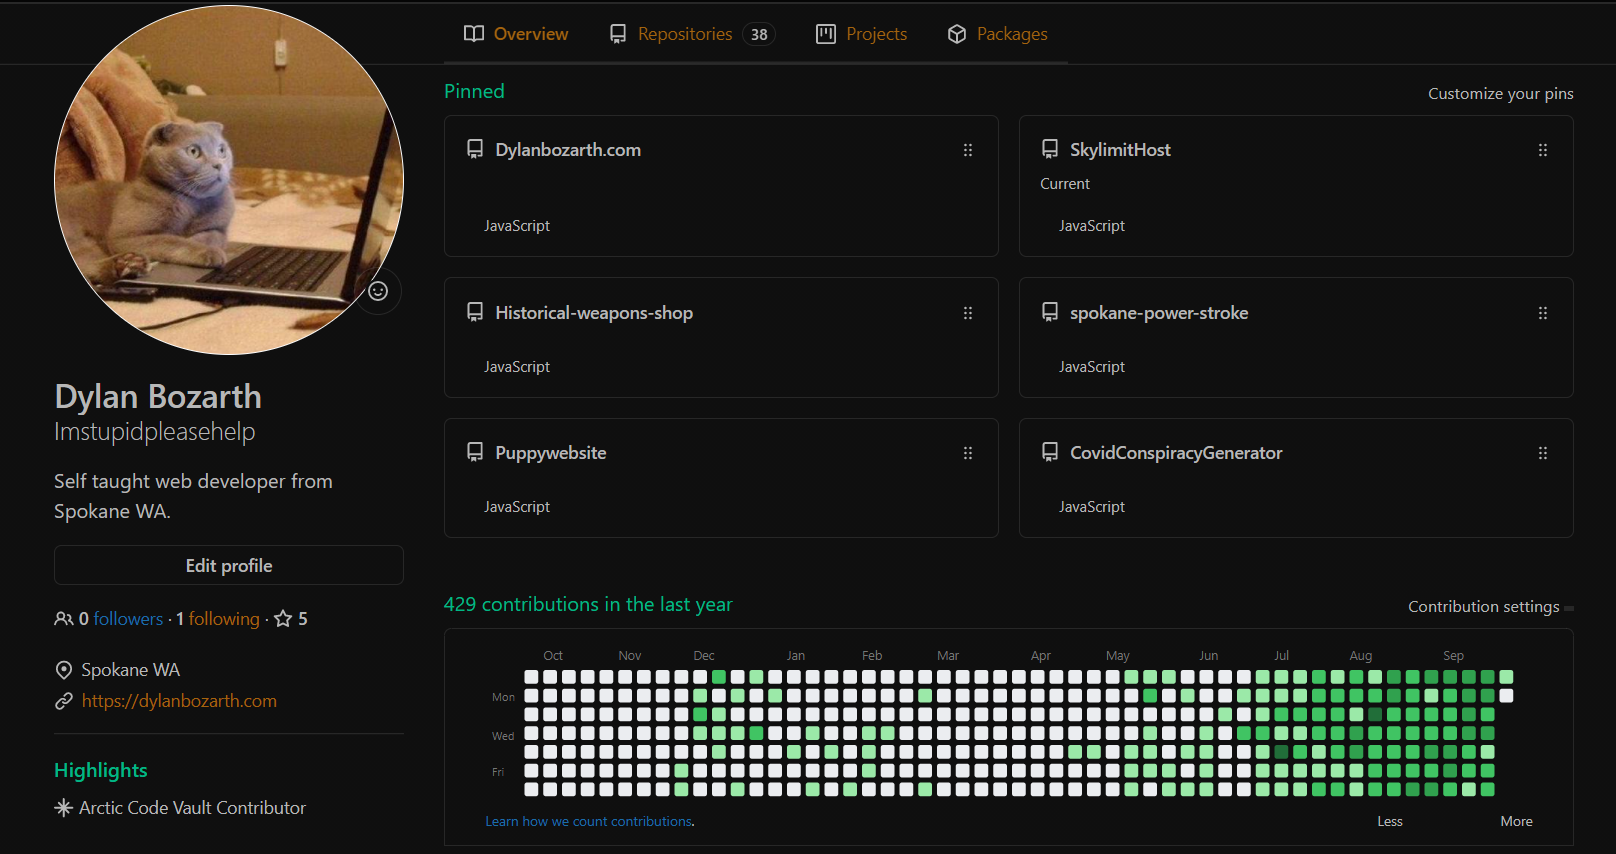 Overview
Repositories 38
Projects
Packages
Dylan Bozarth
Imstupidpleasehelp
Self taught web developer from
Spokane WA.
Edit profile
0 followers · 1 following · 5
Spokane WA
https://dylanbozarth.com
Highlights
Arctic Code Vault Contributor
Pinned
Customize your pins
Dylanbozarth.com
JavaScript
SkylimitHost
Current
JavaScript
Historical-weapons-shop
JavaScript
spokane-power-stroke
JavaScript
Puppywebsite
JavaScript
CovidConspiracyGenerator
JavaScript
429 contributions in the last year
Contribution settings
Oct Nov Dec Jan Feb Mar Apr May Jun Jul Aug Sep
Mon
Wed
Fri
Learn how we count contributions.
Less More